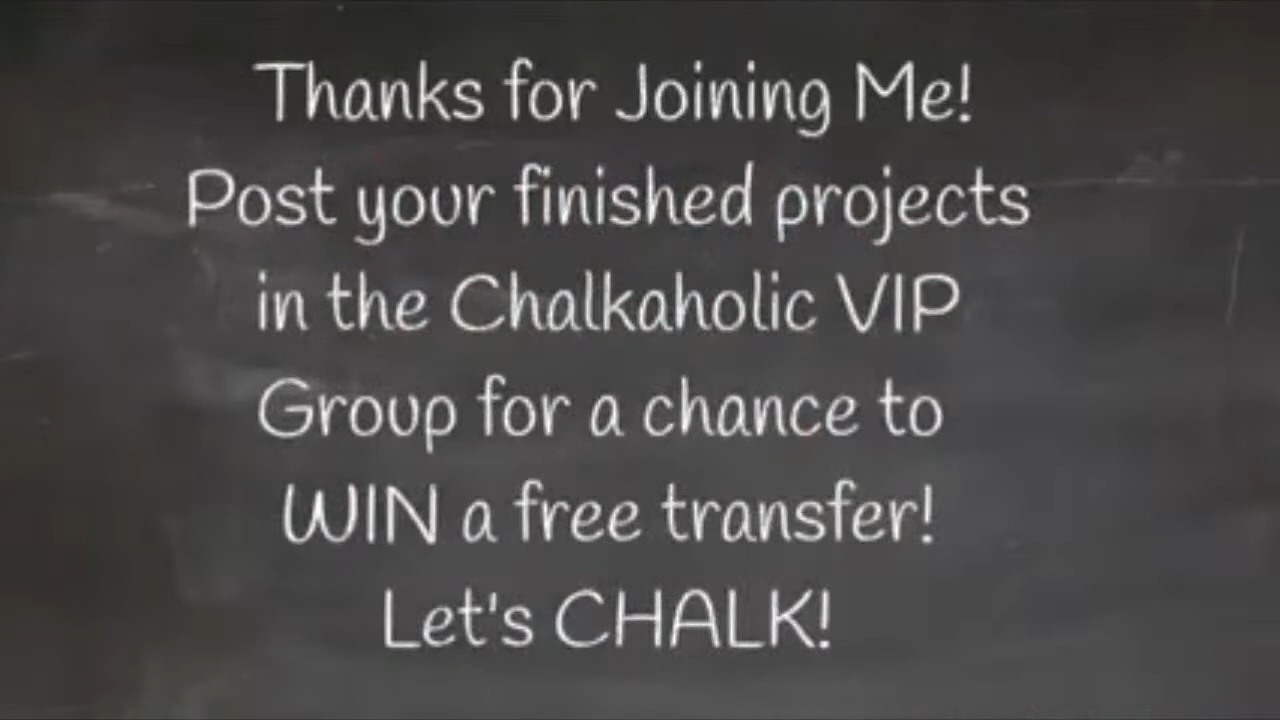 Thanks for Joining Me!
Post your finished projects
in the Chalkaholic VIP
Group for a chance to
WIN a free transfer!
Let's CHALK!